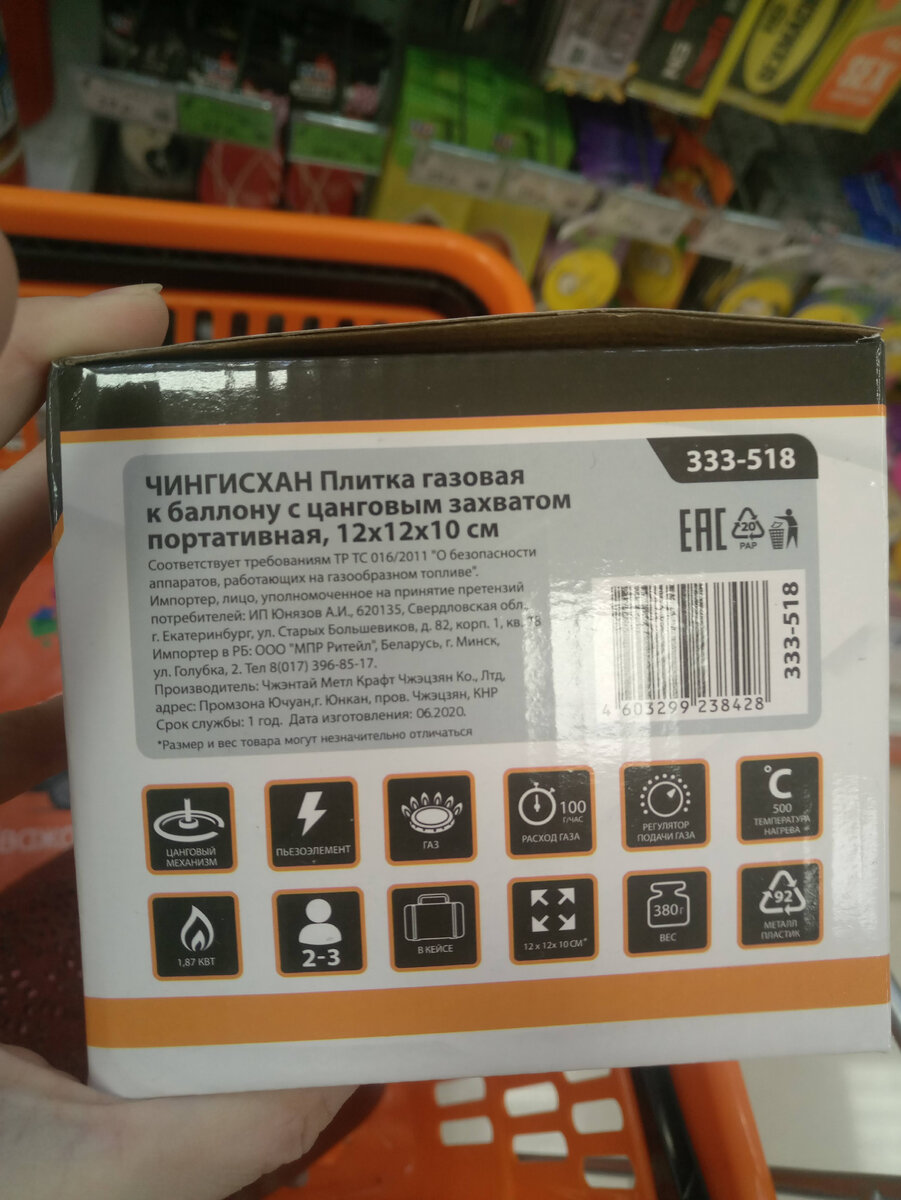 333-518
ЧИНГИСХАН Плитка газовая
к баллону с цанговым захватом
портативная, 12х12х10 см
Соответствует требованиям ТР ТС 016/2011 "О безопасности
аппаратов, работающих на газообразном топливе".
Импортер, лицо, уполномоченное на принятие претензий
потребителей: ИП Юнязов А.И., 620135, Свердловская обл.,
г. Екатеринбург, ул. Старых Большевиков, д. 82, корп. 1, кв. 78
Импортер в РБ: ООО "МПР Ритейл", Беларусь, г. Минск,
ул. Голубка, 2. Тел 8(017) 396-85-17.
Производитель: Чжэнтай Метл Крафт Чжэцзян Ко., Лтд,
адрес: Промзона Ючуан,г. Юнкан, пров. Чжэцзян, КНР
Срок службы: 1 год. Дата изготовления: 06.2020.
*Размер и вес товара могут незначительно отличаться
EAC
20
PAP
333-518
4 603299 238428
ЦАНГОВЫЙ
МЕХАНИЗМ
ПЬЕЗОЭЛЕМЕНТ
ГАЗ
100
Г/ЧАС
РАСХОД ГАЗА
РЕГУЛЯТОР
ПОДАЧИ ГАЗА
°C
500
ТЕМПЕРАТУРА
НАГРЕВА
1,87 КВТ
2-3
В КЕЙСЕ
12 х 12х 10 СМ*
380 г
ВЕС
92
МЕТАЛЛ
ПЛАСТИК